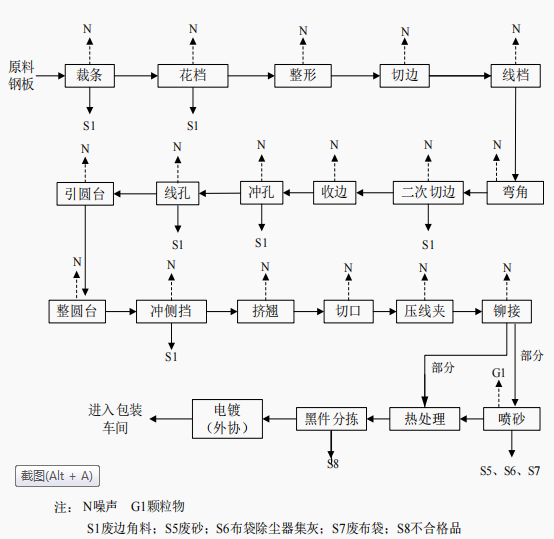 N N N N N
原料
钢板
裁条 花档 整形 切边 线档
S1 S1
N N N N N N
引圆台 线孔 冲孔 收边 二次切边 弯角
S1 S1 S1
N N N N N N
整圆台 冲侧挡 挤翘 切口 压线夹 铆接
S1
部分 部分
G1
进入包装
车间
电镀
(外协)
黑件分拣 热处理 喷砂
S8
S5、S6、S7
截图(Alt + A)
注: N噪声 G1颗粒物
S1废边角料；S5废砂；S6布袋除尘器集灰；S7废布袋；S8不合格品